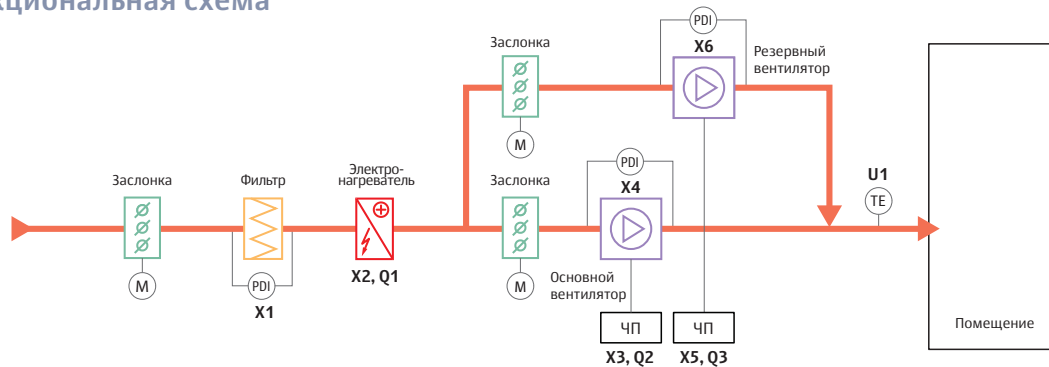 кциональная схема
PDI
X6
Заслонка
Резервный
вентилятор
M
Электро-
нагреватель
PDI
U1
Заслонка
Фильтр
Заслонка
X4
TE
M
PDI
X2, Q1
M
Основной
вентилятор
X1
ЧП
ЧП
Помещение
X3, Q2
X5, Q3